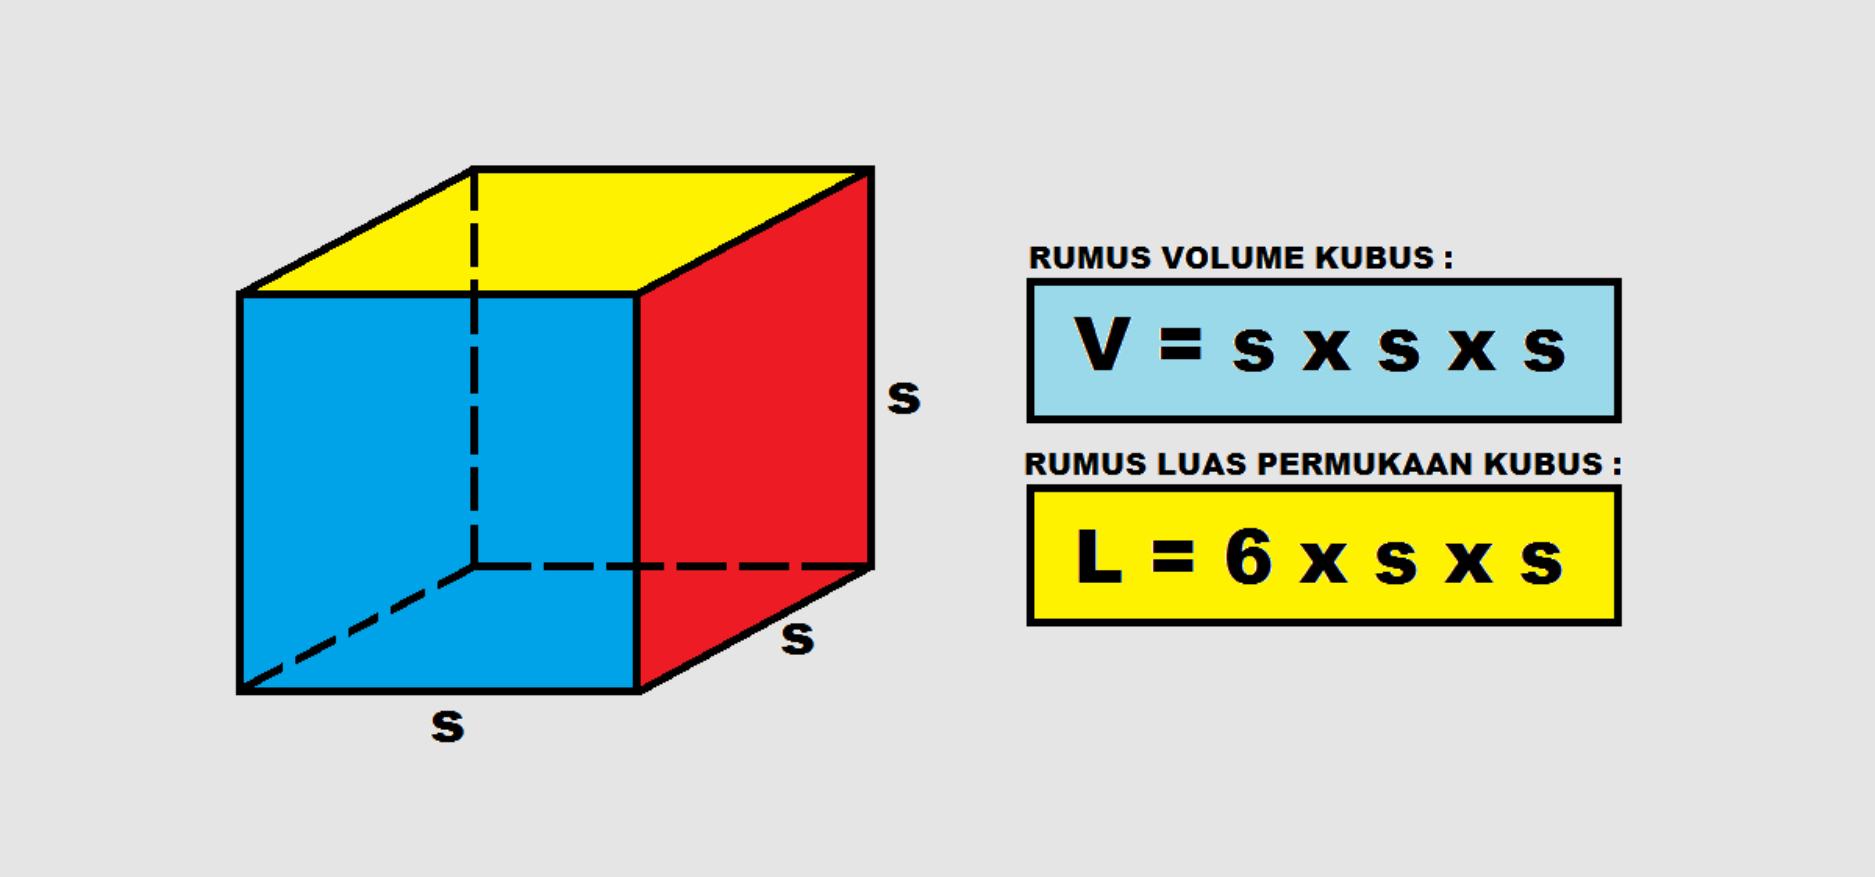 RUMUS VOLUME KUBUS :
V = s x s x s
s
RUMUS LUAS PERMUKAAN KUBUS :
L = 6 x s x s
s
s